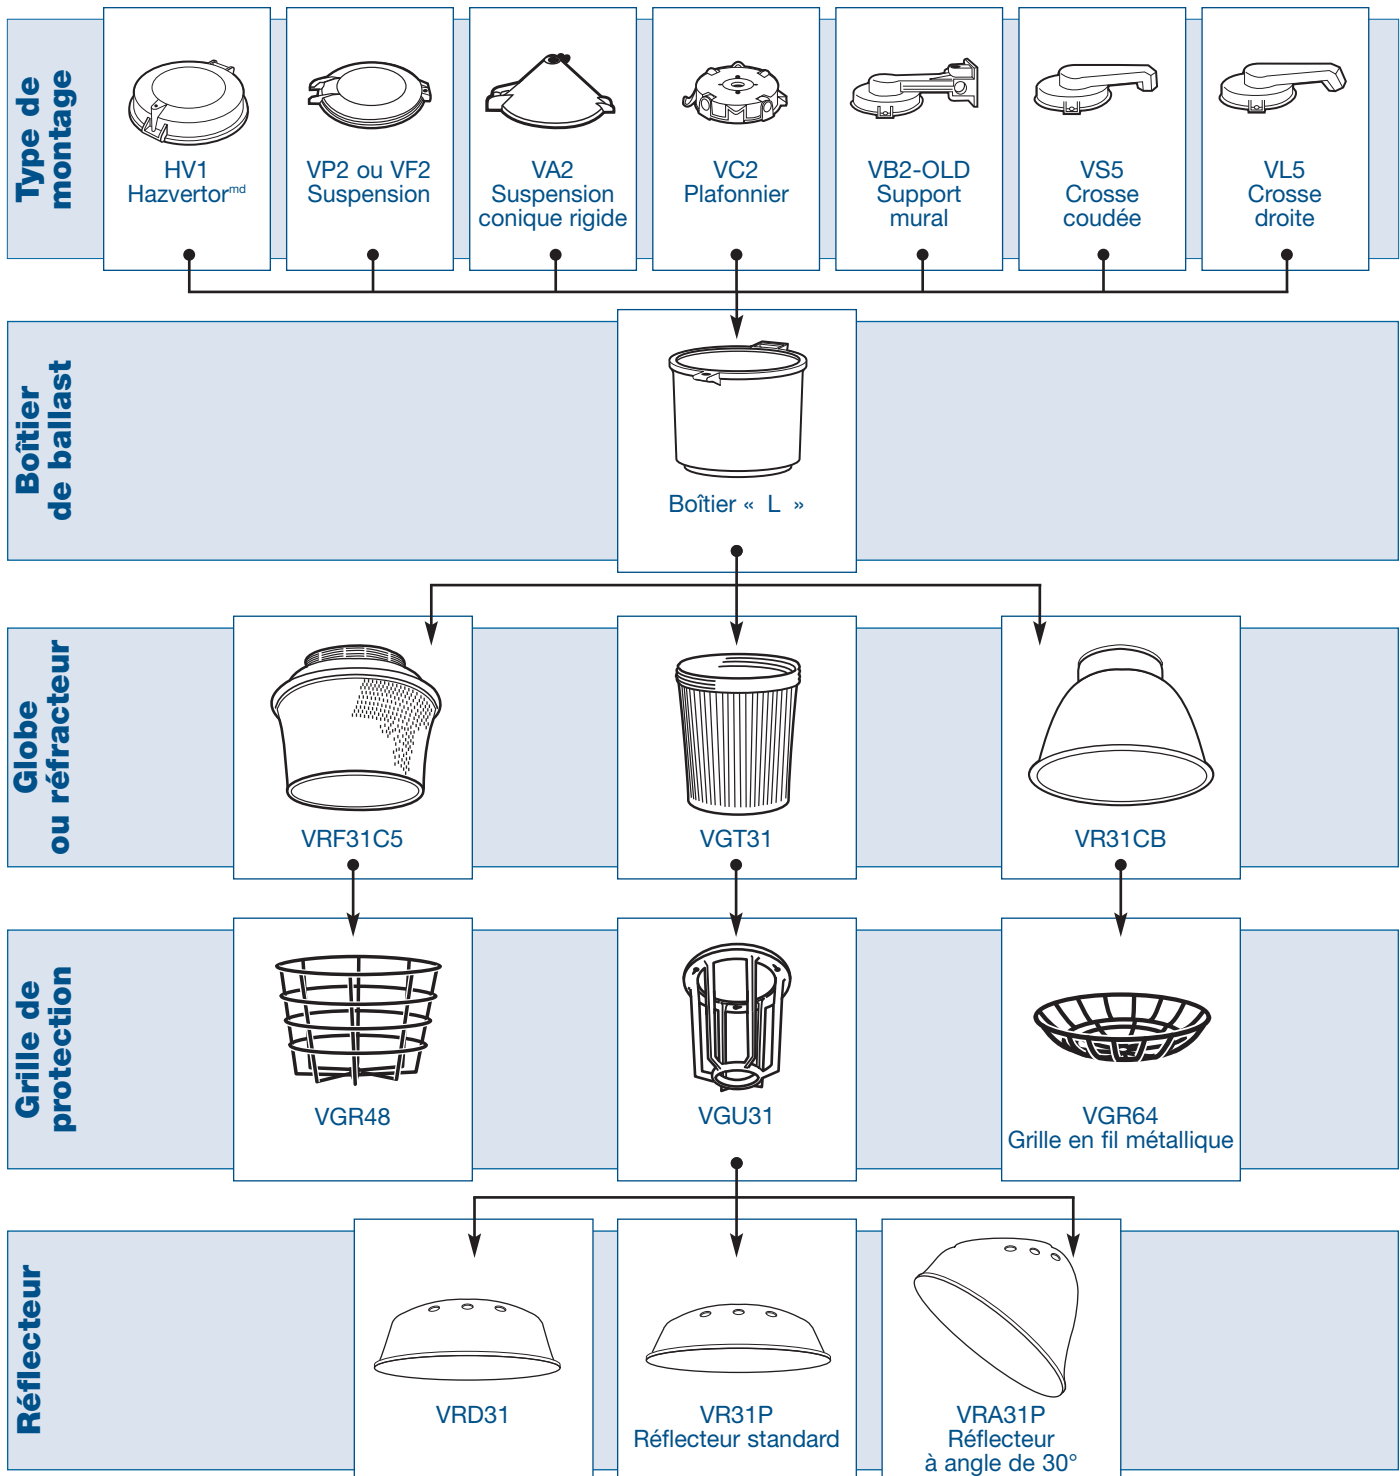 Type de
montage
HV1
Hazvertormd
VP2 ou VF2
Suspension
VA2
Suspension
conique rigide
VC2
Plafonnier
VB2-OLD
Support
mural
VS5
Crosse
coudée
VL5
Crosse
droite
Boîtier
de ballast
Boîtier « L »
Globe
ou réfracteur
VRF31C5
VGT31
VR31CB
Grille de
protection
VGR48
VGU31
VGR64
Grille en fil métallique
Réflecteur
VRD31
VR31P
Réflecteur standard
VRA31P
Réflecteur
à angle de 30°